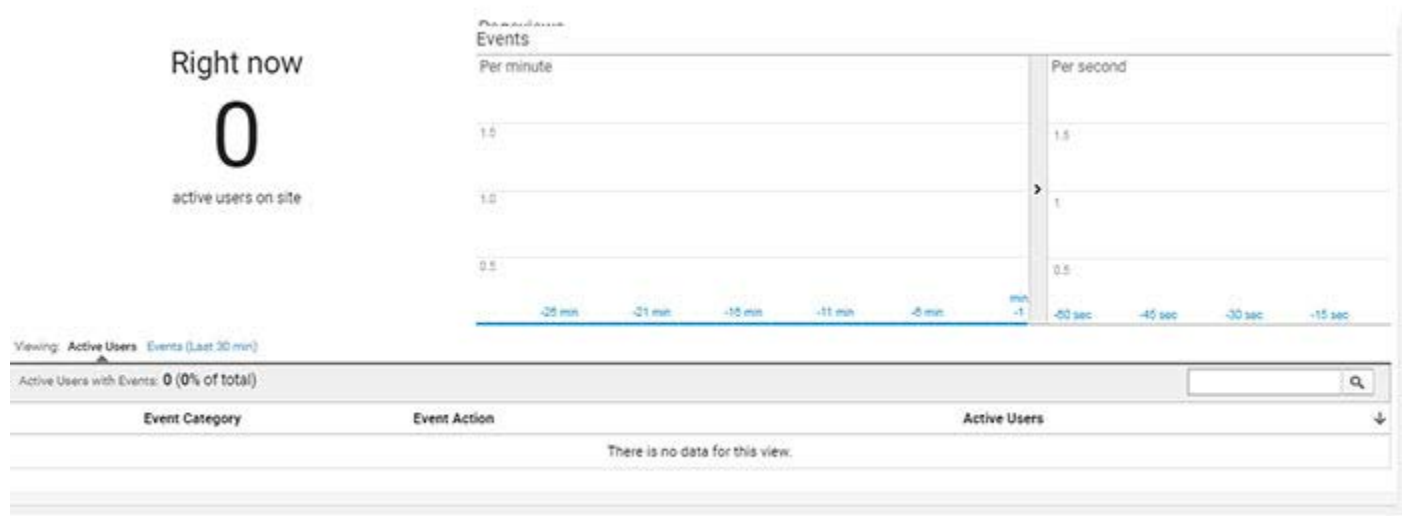 Right now
0
active users on site
Pageviews
Events
Per minute
1.5
1.0
0.5
-26 min
-21 min
-16 min
-11 min
-6 min
min
-1
Per second
1.5
1
0.5
-60 sec
-45 sec
-30 sec
-15 sec
Viewing: Active Users Events (Last 30 min)
Active Users with Events: 0 (0% of total)
Event Category Event Action Active Users
There is no data for this view.